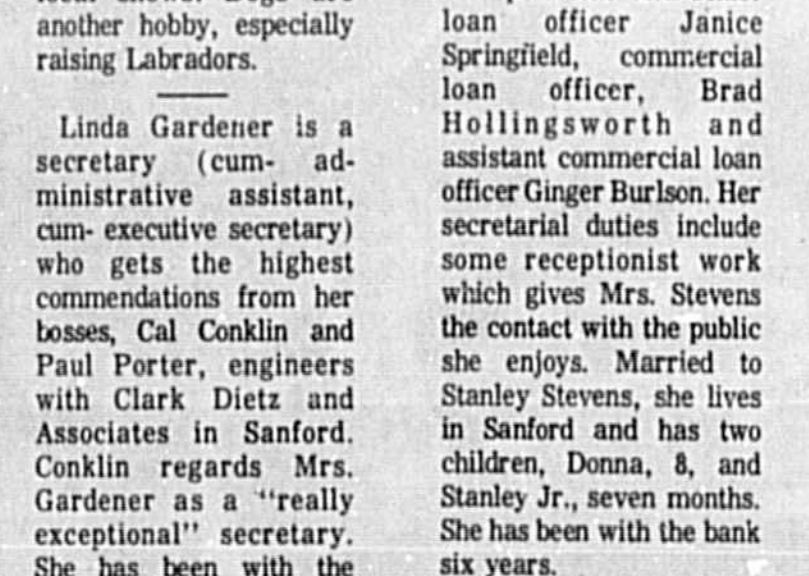 another hobby, especially
raising Labradors.
Linda Gardener is a
secretary (cum- ad-
ministrative assistant,
cum- executive secretary)
who gets the highest
commendations from her
bosses, Cal Conklin and
Paul Porter, engineers
with Clark Dietz and
Associates in Sanford.
Conklin regards Mrs.
Gardener as a "really
exceptional" secretary.
She has been with the
loan officer Janice
Springfield, commercial
loan officer, Brad
Hollingsworth and
assistant commercial loan
officer Ginger Burlson. Her
secretarial duties include
some receptionist work
which gives Mrs. Stevens
the contact with the public
she enjoys. Married to
Stanley Stevens, she lives
in Sanford and has two
children, Donna, 8, and
Stanley Jr., seven months.
She has been with the bank
six years.